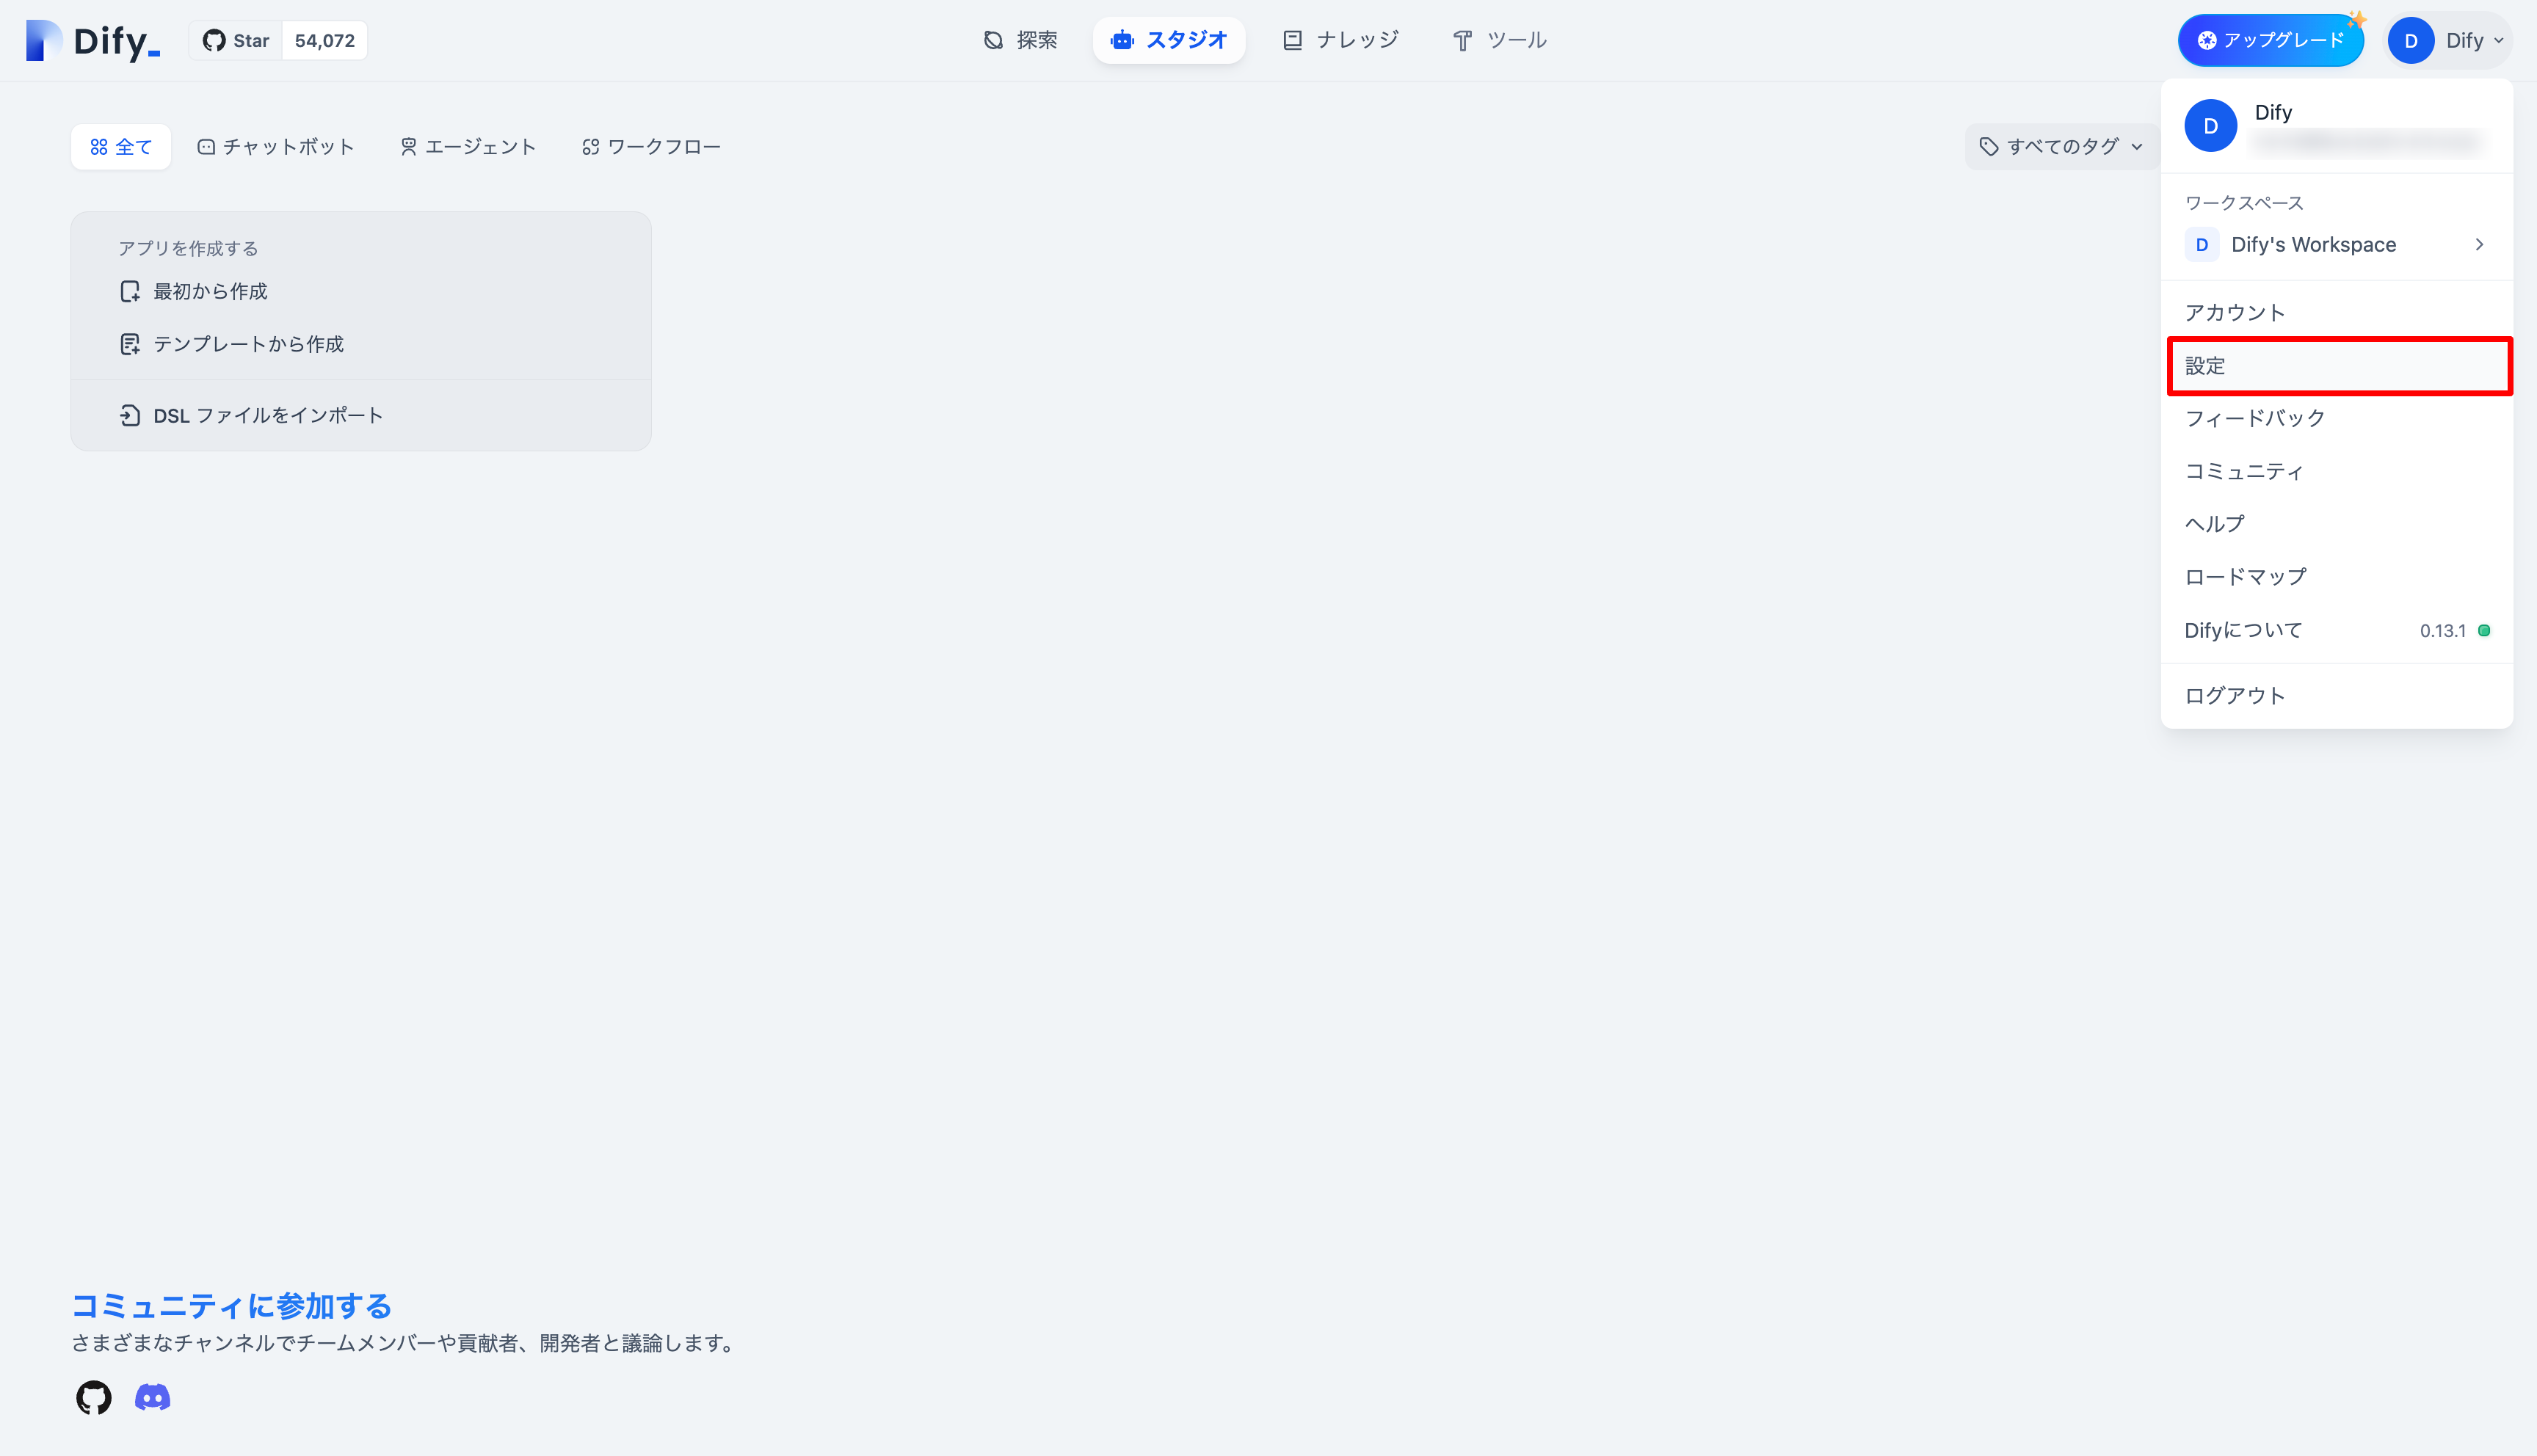 Dify_
Star 54,072
探索
スタジオ
ナレッジ
ツール
アップグレード
D Dify
全て
チャットボット
エージェント
ワークフロー
すべてのタグ
アプリを作成する
最初から作成
テンプレートから作成
DSL ファイルをインポート
D
Dify
ワークスペース
D Dify's Workspace
アカウント
設定
フィードバック
コミュニティ
ヘルプ
ロードマップ
Difyについて 0.13.1
ログアウト
コミュニティに参加する
さまざまなチャンネルでチームメンバーや貢献者、開発者と議論します。